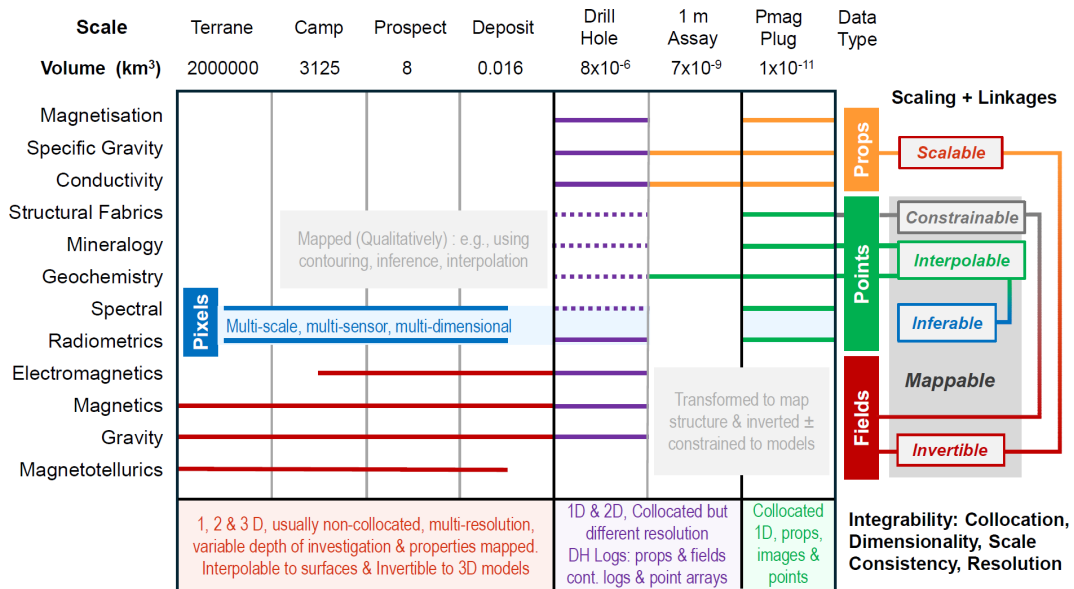 Scale
Terrane
Camp
Prospect
Deposit
Drill
Hole
1 m
Assay
Pmag
Plug
Data
Type
Volume (km³)
2000000
3125
8
0.016
8x10⁻⁶
7x10⁻⁹
1x10⁻¹¹
Magnetisation
Specific Gravity
Conductivity
Structural Fabrics
Mineralogy
Geochemistry
Spectral
Radiometrics
Electromagnetics
Magnetics
Gravity
Magnetotellurics
Mapped (Qualitatively) : e.g., using
contouring, inference, interpolation
Pixels
Multi-scale, multi-sensor, multi-dimensional
Transformed to map
structure & inverted ±
constrained to models
Props
Points
Fields
Scaling + Linkages
Scalable
Constrainable
Interpolable
Inferable
Mappable
Invertible
1, 2 & 3 D, usually non-collocated, multi-resolution,
variable depth of investigation & properties mapped.
Interpolable to surfaces & Invertible to 3D models
1D & 2D, Collocated but
different resolution
DH Logs: props & fields
cont. logs & point arrays
Collocated
1D, props,
images &
points
Integrability: Collocation,
Dimensionality, Scale
Consistency, Resolution